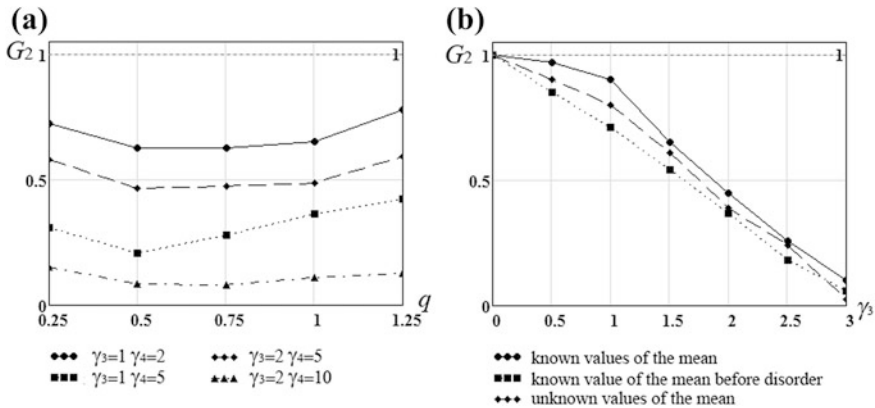 (a)
G2 1
1
0.5
0
0.25 0.5 0.75 1 1.25
q
γ3=1 γ4=2
γ3=2 γ4=5
γ3=1 γ4=5
γ3=2 γ4=10
(b)
G2 1
1
0.5
0
0 0.5 1 1.5 2 2.5 3
γ3
known values of the mean
known value of the mean before disorder
unknown values of the mean